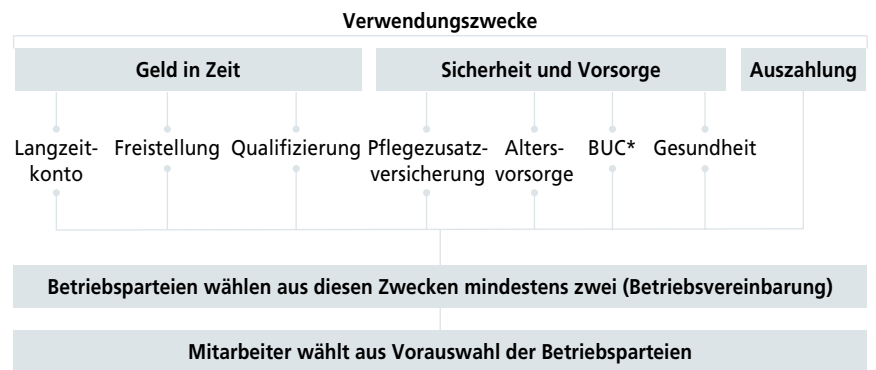 Verwendungszwecke
Geld in Zeit
Sicherheit und Vorsorge
Auszahlung
Langzeit-
konto
Freistellung
Qualifizierung
Pflegezusatz-
versicherung
Alters-
vorsorge
BUC*
Gesundheit
Betriebsparteien wählen aus diesen Zwecken mindestens zwei (Betriebsvereinbarung)
Mitarbeiter wählt aus Vorauswahl der Betriebsparteien